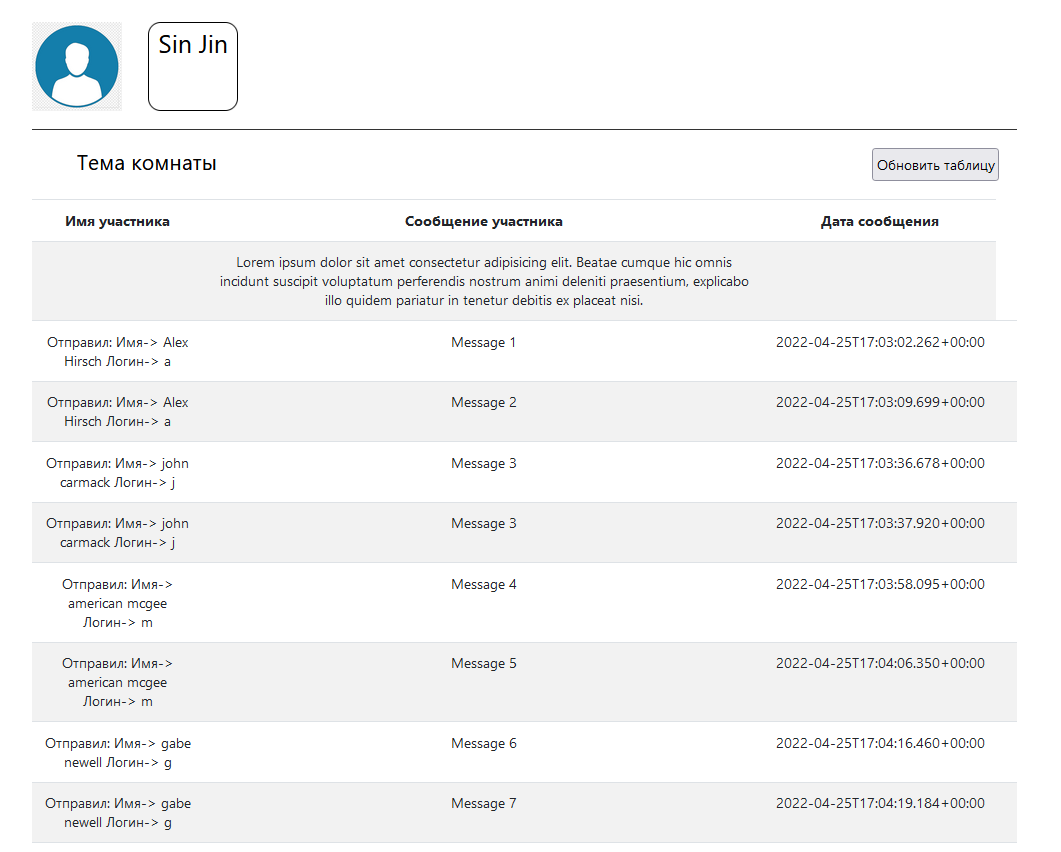 Sin Jin
Тема комнаты
Обновить таблицу
Имя участника Сообщение участника Дата сообщения
Lorem ipsum dolor sit amet consectetur adipisicing elit. Beatae cumque hic omnis
incidunt suscipit voluptatum perferendis nostrum animi deleniti praesentium, explicabo
illo quidem pariatur in tenetur debitis ex placeat nisi.
Отправил: Имя-> Alex Message 1 2022-04-25T17:03:02.262+00:00
Hirsch Логин-> a
Отправил: Имя-> Alex Message 2 2022-04-25T17:03:09.699+00:00
Hirsch Логин-> a
Отправил: Имя-> john Message 3 2022-04-25T17:03:36.678+00:00
carmack Логин-> j
Отправил: Имя-> john Message 3 2022-04-25T17:03:37.920+00:00
carmack Логин-> j
Отправил: Имя-> Message 4 2022-04-25T17:03:58.095+00:00
american mcgee
Логин-> m
Отправил: Имя-> Message 5 2022-04-25T17:04:06.350+00:00
american mcgee
Логин-> m
Отправил: Имя-> gabe Message 6 2022-04-25T17:04:16.460+00:00
newell Логин-> g
Отправил: Имя-> gabe Message 7 2022-04-25T17:04:19.184+00:00
newell Логин-> g